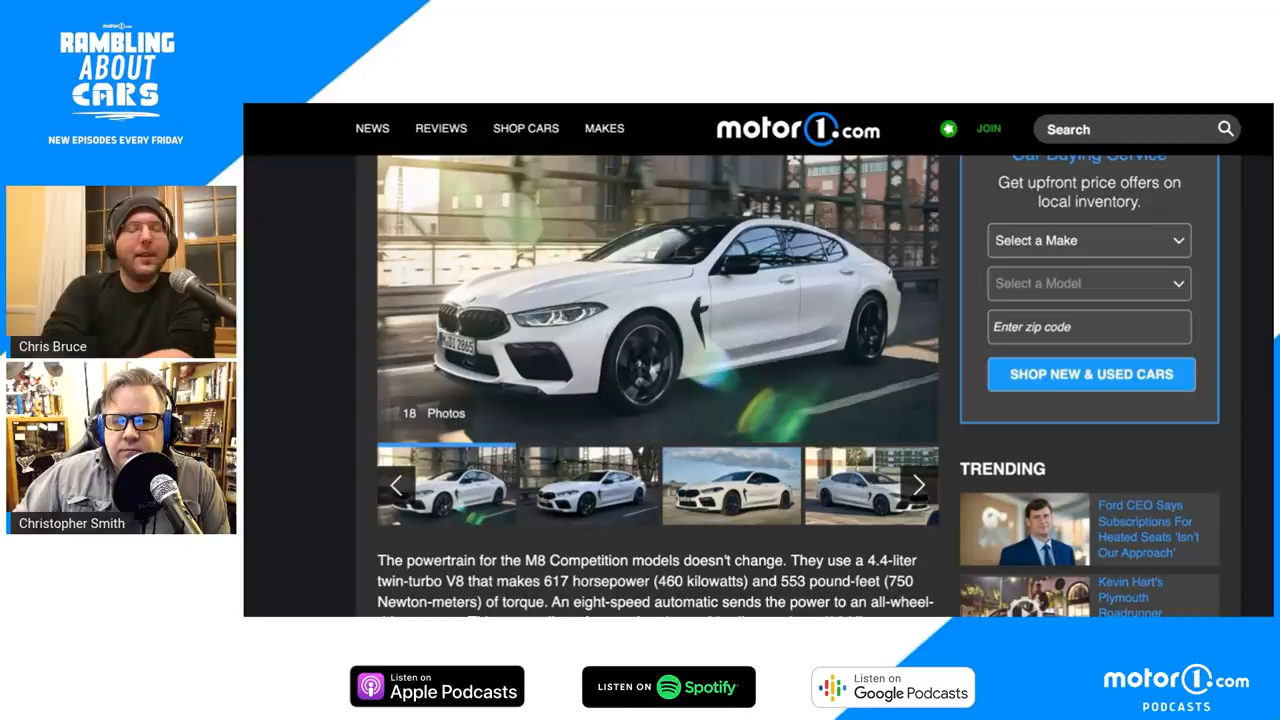 motor1.com
RAMBLING
ABOUT
CARS
NEW EPISODES EVERY FRIDAY
Chris Bruce
Christopher Smith
NEWS REVIEWS SHOP CARS MAKES motor1.com JOIN Search
Car Buying Service
Get upfront price offers on
local inventory.
Select a Make
Select a Model
Enter zip code
SHOP NEW & USED CARS
18 Photos
TRENDING
Ford CEO Says
Subscriptions For
Heated Seats 'Isn't
Our Approach'
Kevin Hart's
Plymouth
Roadrunner
The powertrain for the M8 Competition models doesn't change. They use a 4.4-liter
twin-turbo V8 that makes 617 horsepower (460 kilowatts) and 553 pound-feet (750
Newton-meters) of torque. An eight-speed automatic sends the power to an all-wheel-
Listen on
Apple Podcasts
LISTEN ON Spotify
Listen on
Google Podcasts
motor1.com
PODCASTS